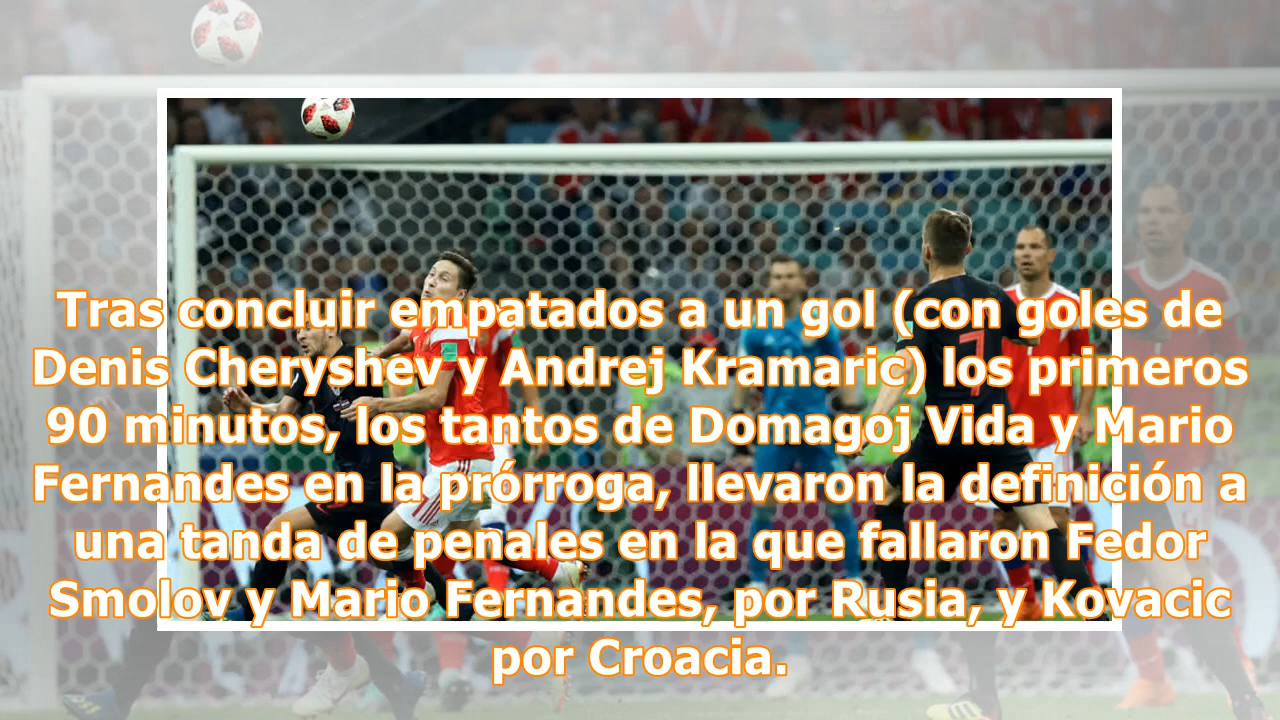 Tras concluir empatados a un gol (con goles de
Denis Cheryshev y Andrej Kramaric) los primeros
90 minutos, los tantos de Domagoj Vida y Mario
Fernandes en la prórroga, llevaron la definición a
una tanda de penales en la que fallaron Fedor
Smolov y Mario Fernandes, por Rusia, y Kovacic
por Croacia.
7